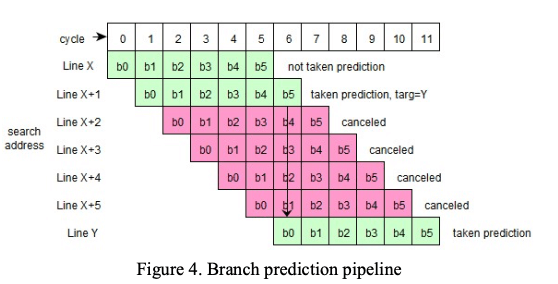 cycle 0 1 2 3 4 5 6 7 8 9 10 11
Line X b0 b1 b2 b3 b4 b5 not taken prediction
Line X+1 b0 b1 b2 b3 b4 b5 taken prediction, targ=Y
Line X+2 b0 b1 b2 b3 b4 b5 canceled
search address
Line X+3 b0 b1 b2 b3 b4 b5 canceled
Line X+4 b0 b1 b2 b3 b4 b5 canceled
Line X+5 b0 b1 b2 b3 b4 b5 canceled
Line Y b0 b1 b2 b3 b4 b5 taken prediction
Figure 4. Branch prediction pipeline